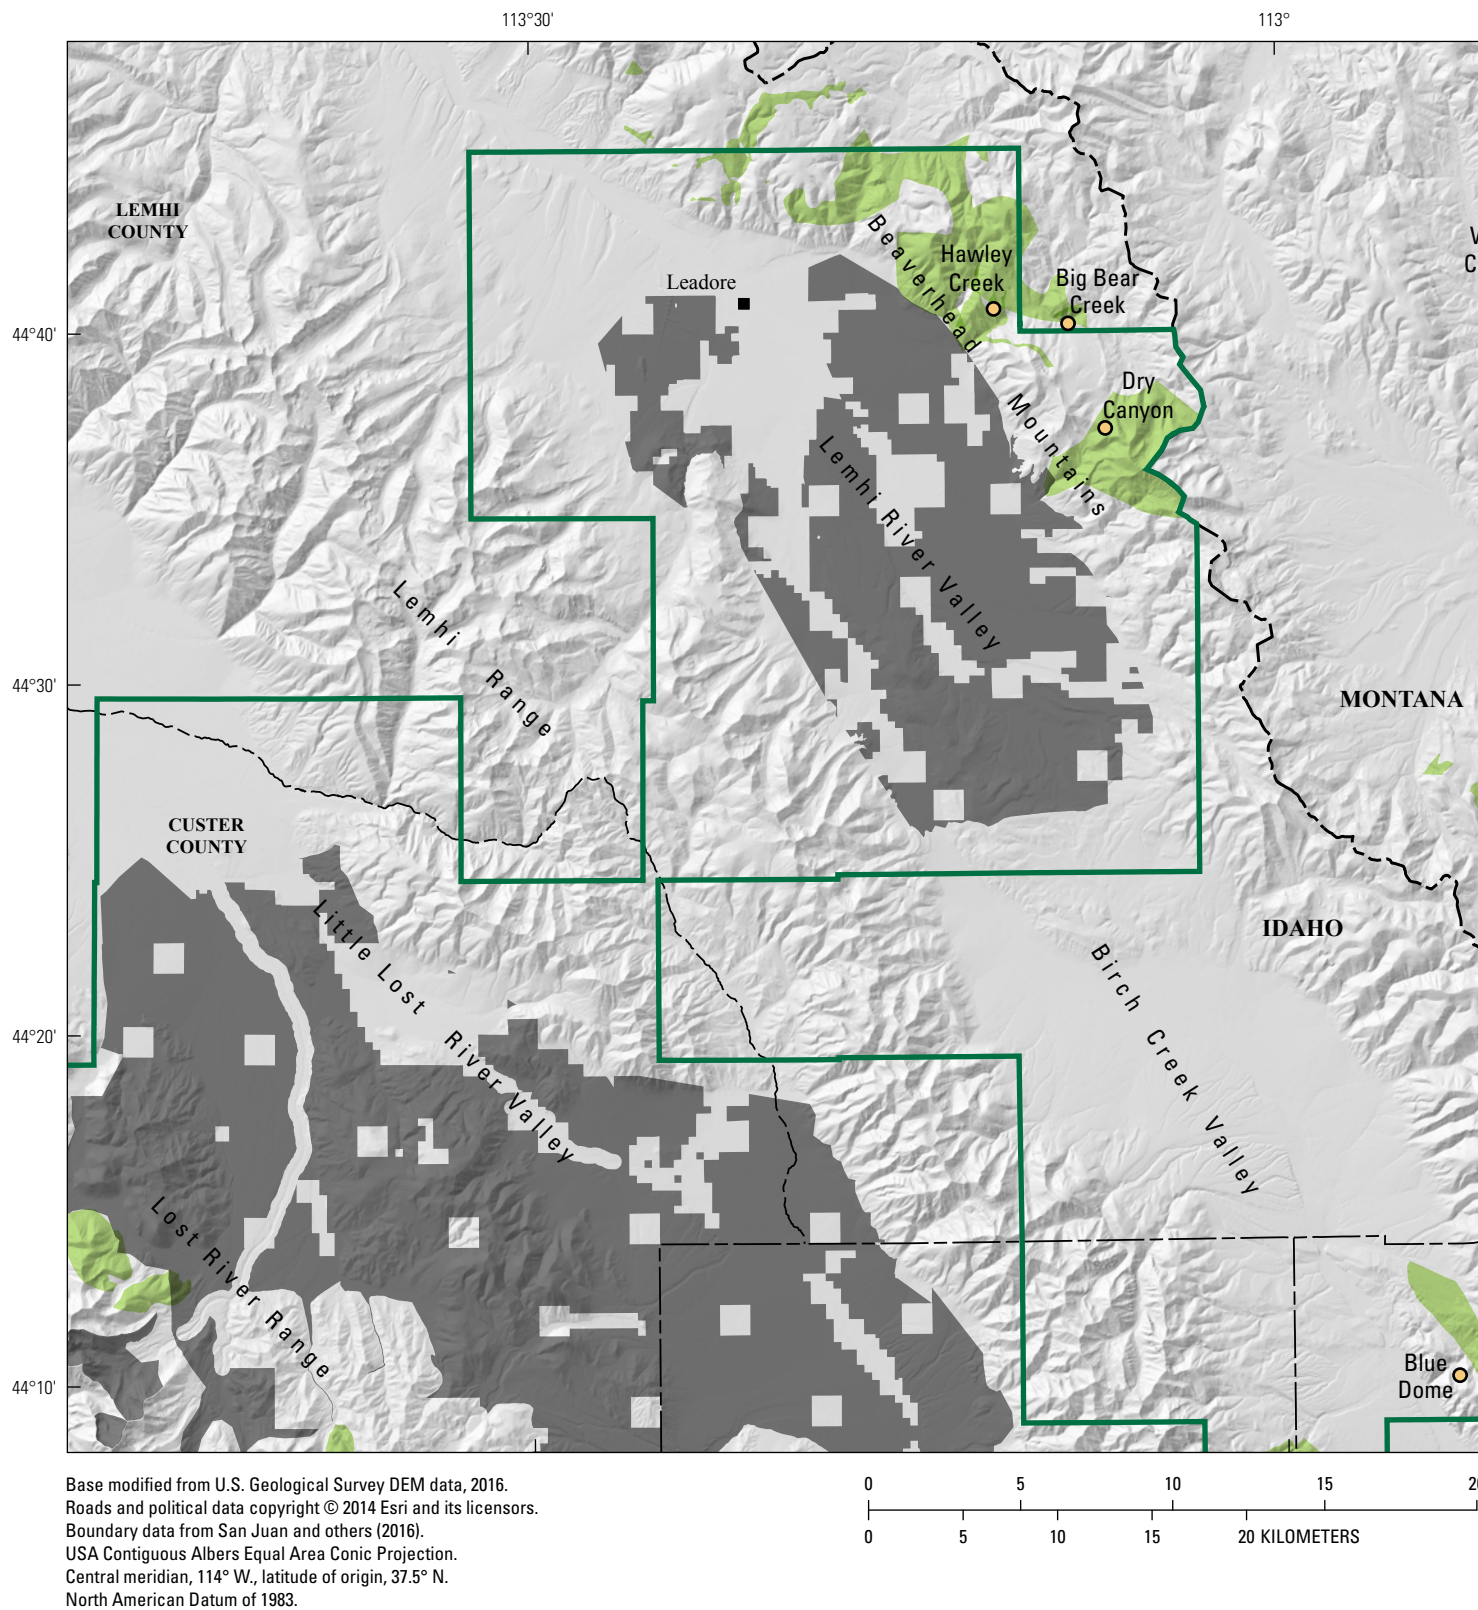 113°30'
113°
LEMHI
COUNTY
Beaverhead
Mountains
Hawley
Creek
Big Bear
Creek
V
C
Leadore
44°40'
Dry
Canyon
Lemhi River Valley
Lemhi
Range
44°30'
MONTANA
CUSTER
COUNTY
Little Lost
River Valley
IDAHO
Birch Creek
Valley
44°20'
Lost River Range
Blue
Dome
44°10'
Base modified from U.S. Geological Survey DEM data, 2016.
Roads and political data copyright © 2014 Esri and its licensors.
Boundary data from San Juan and others (2016).
USA Contiguous Albers Equal Area Conic Projection.
Central meridian, 114° W., latitude of origin, 37.5° N.
North American Datum of 1983.
0 5 10 15 20
0 5 10 15 20 KILOMETERS